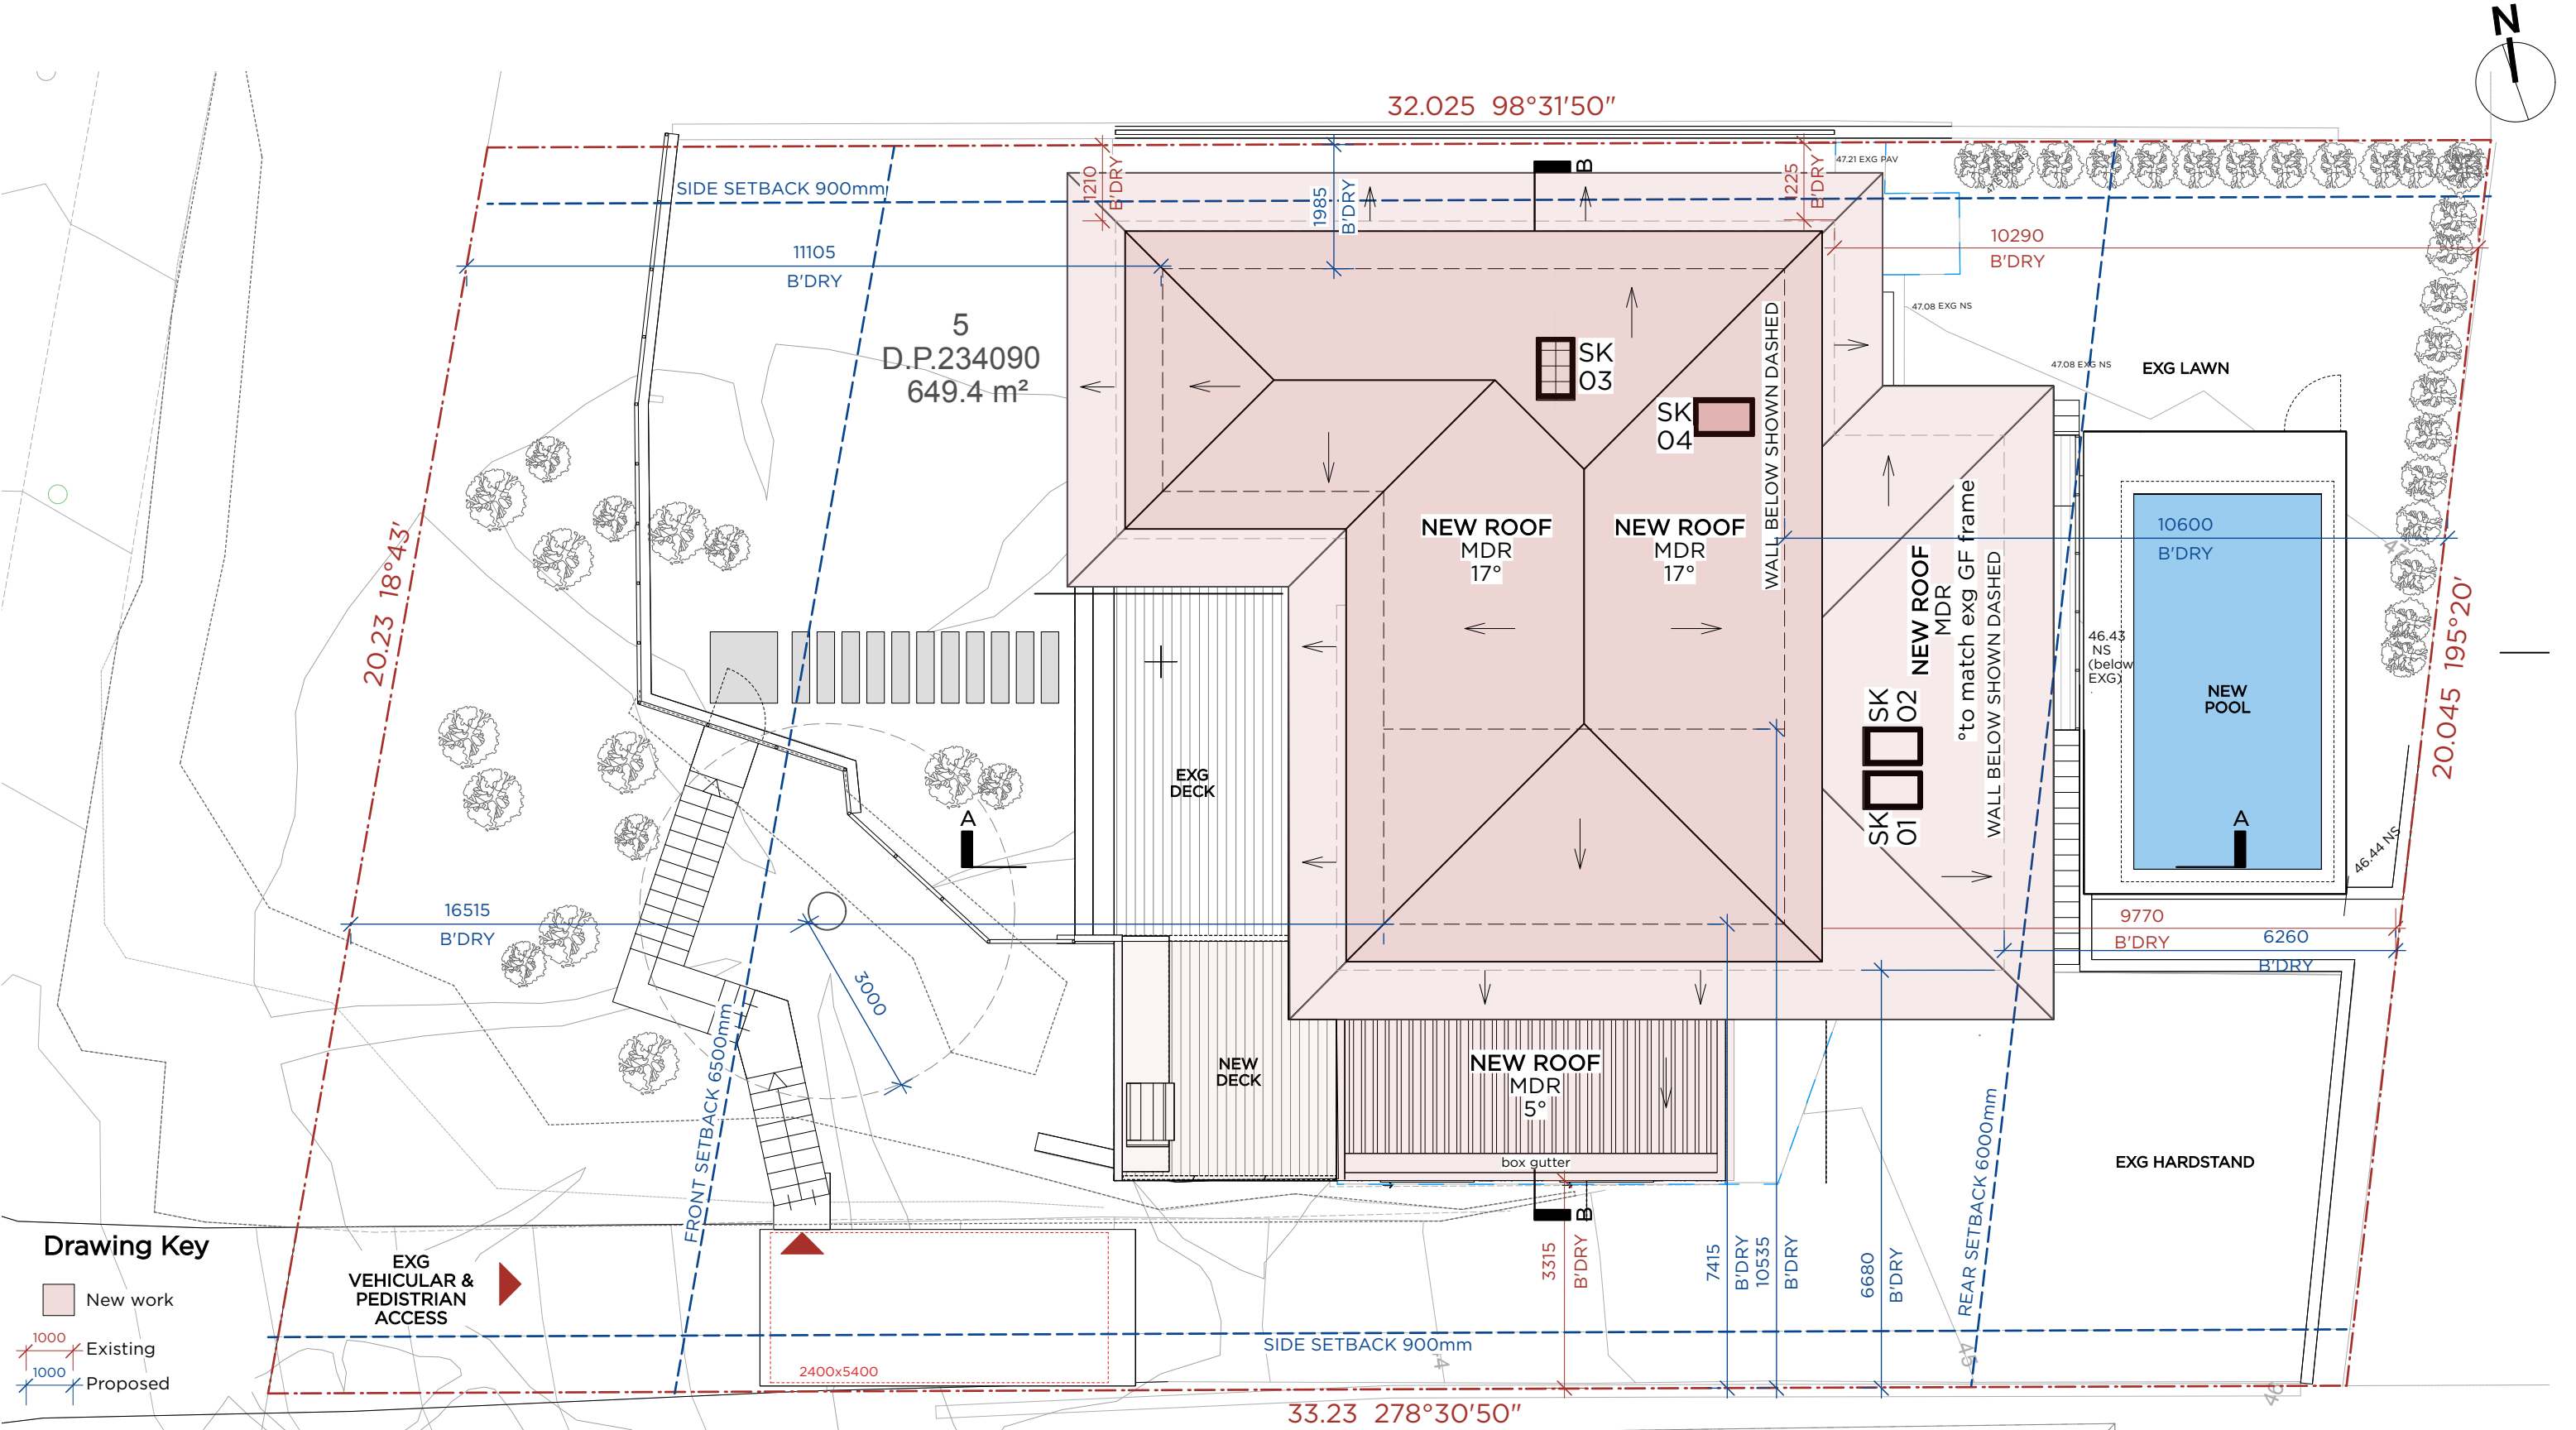 N
32.025 98°31'50"
SIDE SETBACK 900mm
1210
B'DRY
1985
B'DRY
B
1225
B'DRY
47.21 EXG PAV
11105
B'DRY
10290
B'DRY
5
D.P.234090
649.4 m²
47.08 EXG NS
47.08 EXG NS
EXG LAWN
SK
03
SK
04
WALL BELOW SHOWN DASHED
20.23 18°43'
NEW ROOF
MDR
17°
NEW ROOF
MDR
17°
NEW ROOF
MDR
°to match exg GF frame
WALL BELOW SHOWN DASHED
10600
B'DRY
46.43
NS
(below
EXG)
NEW
POOL
20.045 195°20'
SK
02
SK
01
EXG
DECK
A
A
46.44 NS
16515
B'DRY
3000
9770
B'DRY
6260
B'DRY
FRONT SETBACK 6500mm
NEW
DECK
NEW ROOF
MDR
5°
box gutter
REAR SETBACK 6000mm
EXG HARDSTAND
B
3315
B'DRY
7415
B'DRY
10535
B'DRY
6680
B'DRY
Drawing Key
New work
1000
Existing
1000
Proposed
EXG
VEHICULAR &
PEDISTRIAN
ACCESS
2400x5400
SIDE SETBACK 900mm
45
46
33.23 278°30'50"